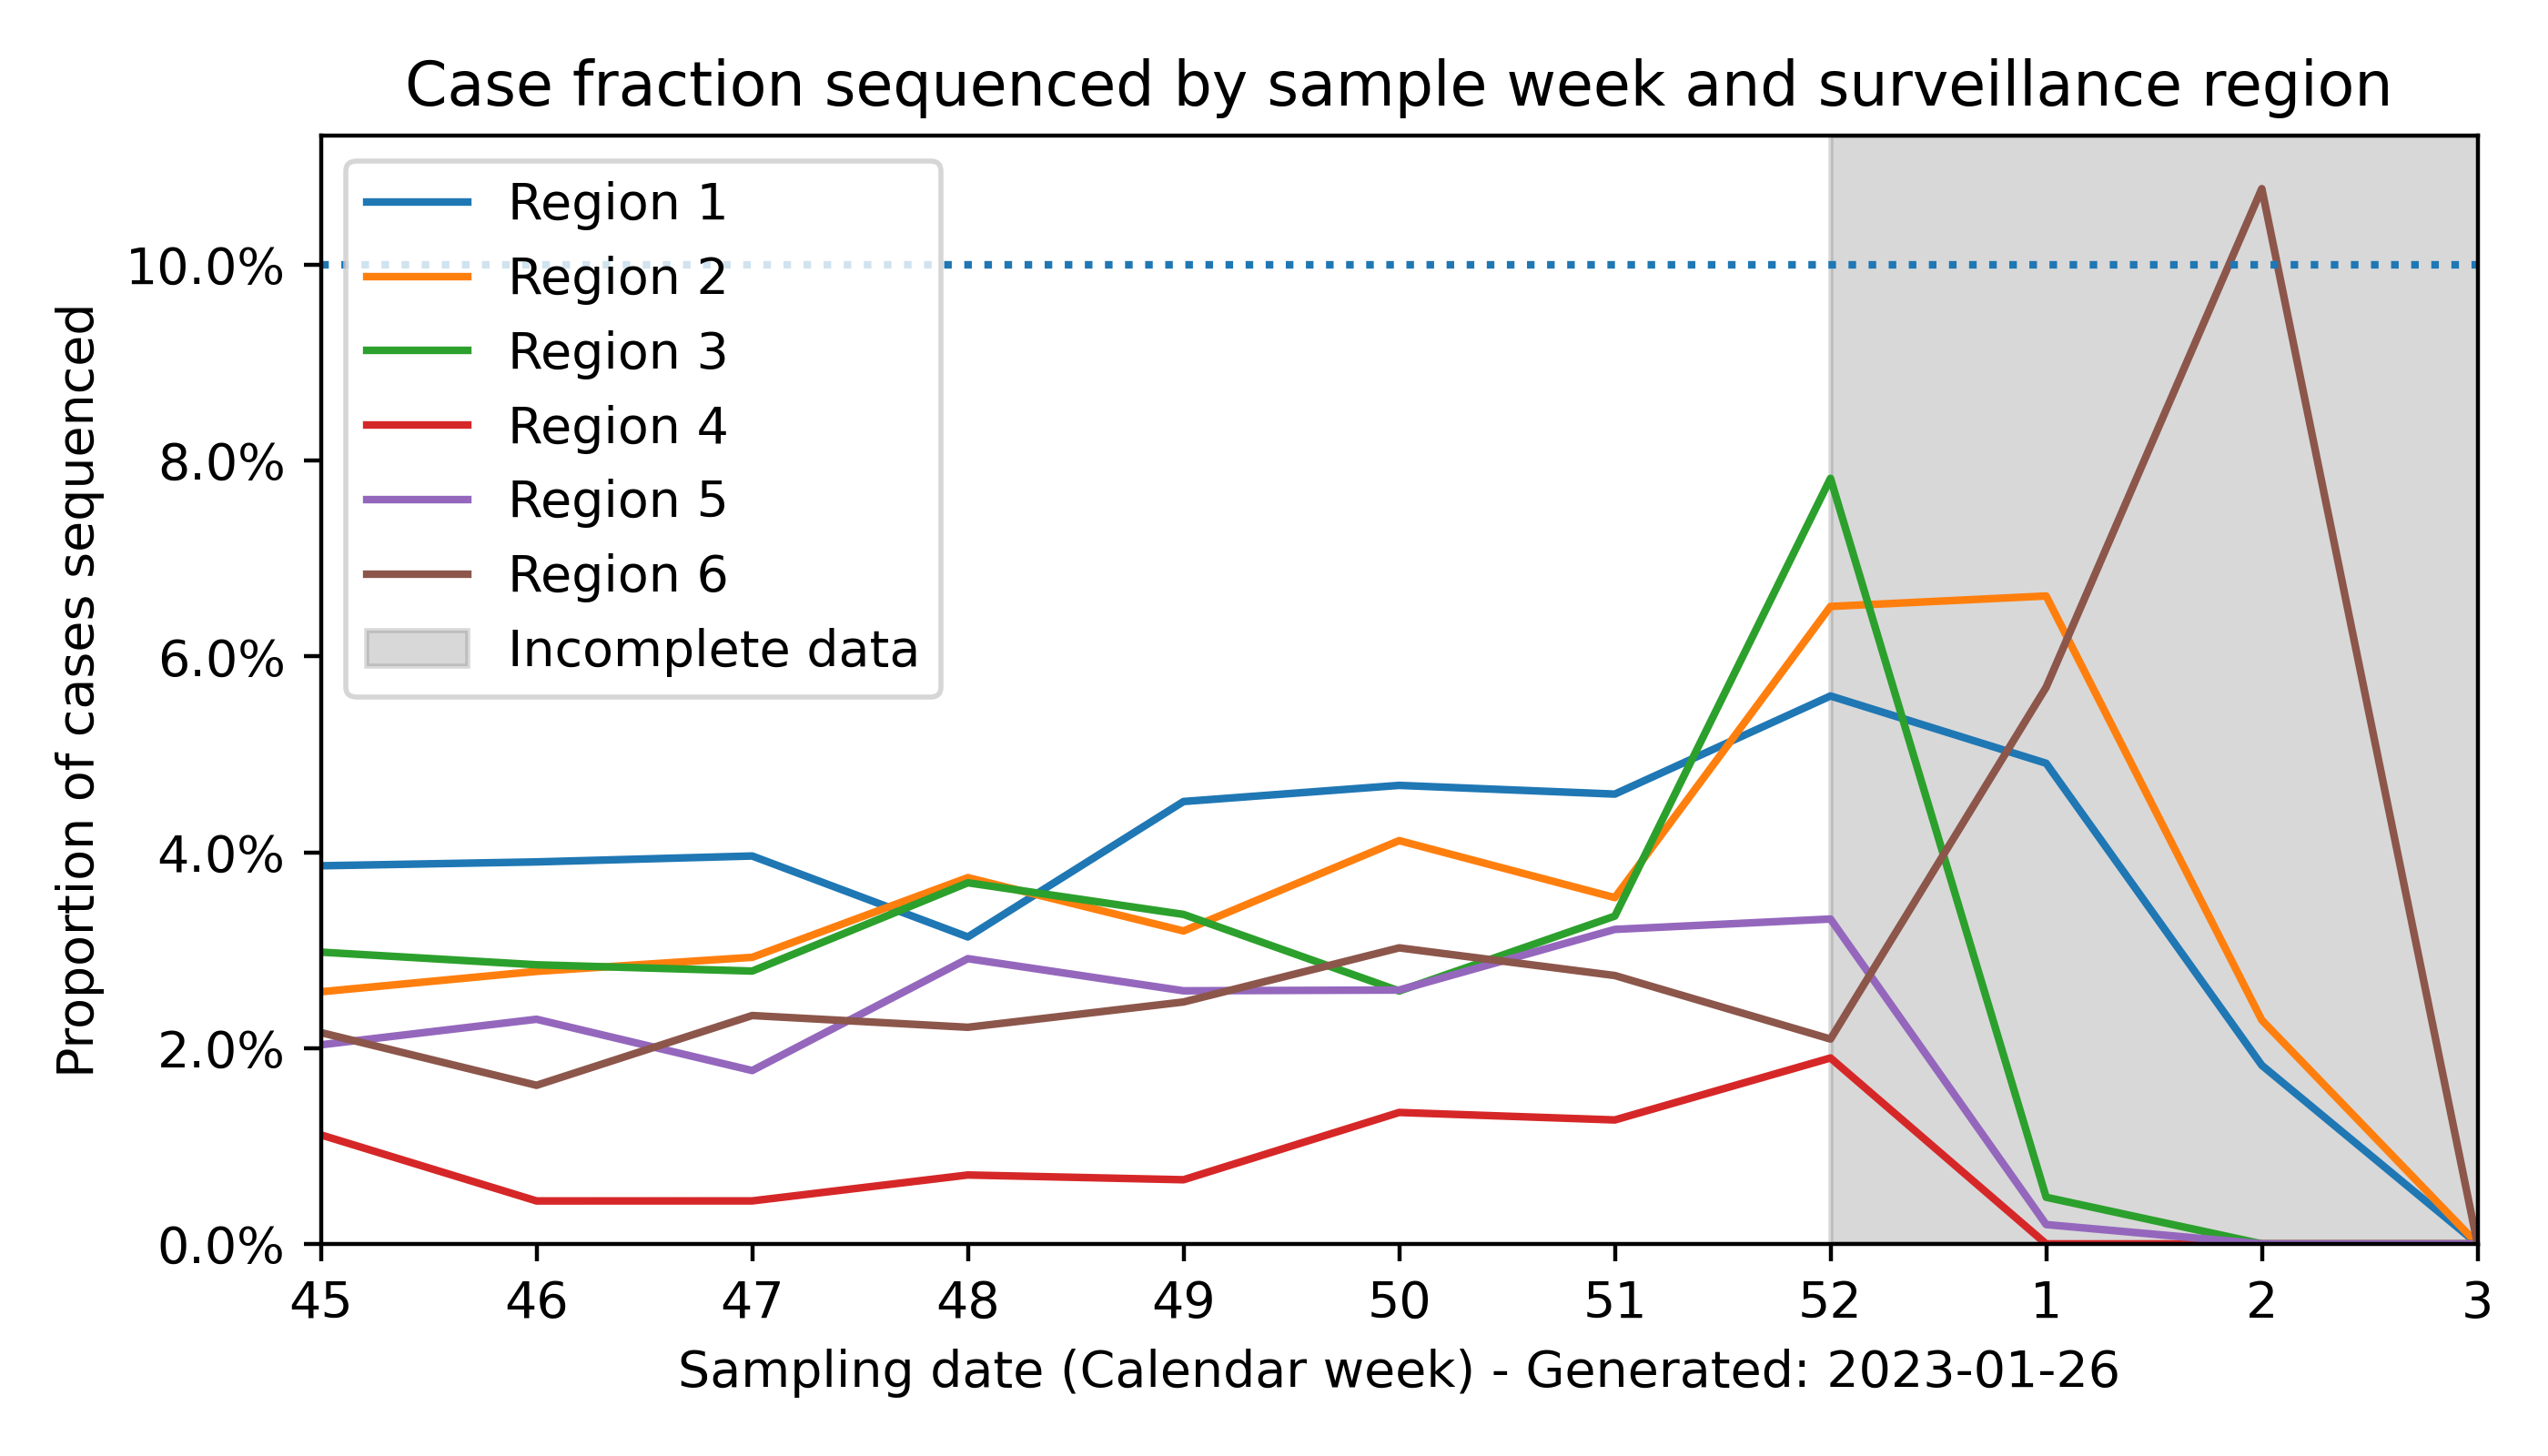 Case fraction sequenced by sample week and surveillance region
Region 1
Region 2
Region 3
Region 4
Region 5
Region 6
Incomplete data
Proportion of cases sequenced
10.0%
8.0%
6.0%
4.0%
2.0%
0.0%
45 46 47 48 49 50 51 52 1 2 3
Sampling date (Calendar week) - Generated: 2023-01-26